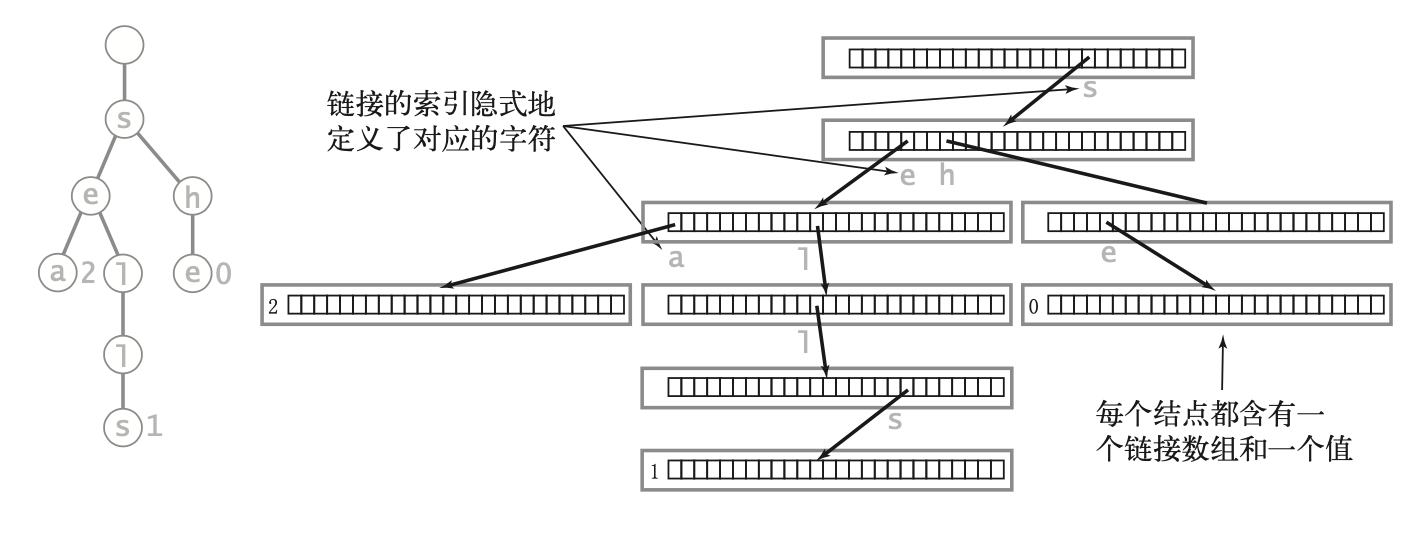 s
e
h
a 2
l
e 0
l
s 1
链接的索引隐式地
定义了对应的字符
s
e h
a
l
e
2
0
l
s
1
每个结点都含有一
个链接数组和一个值